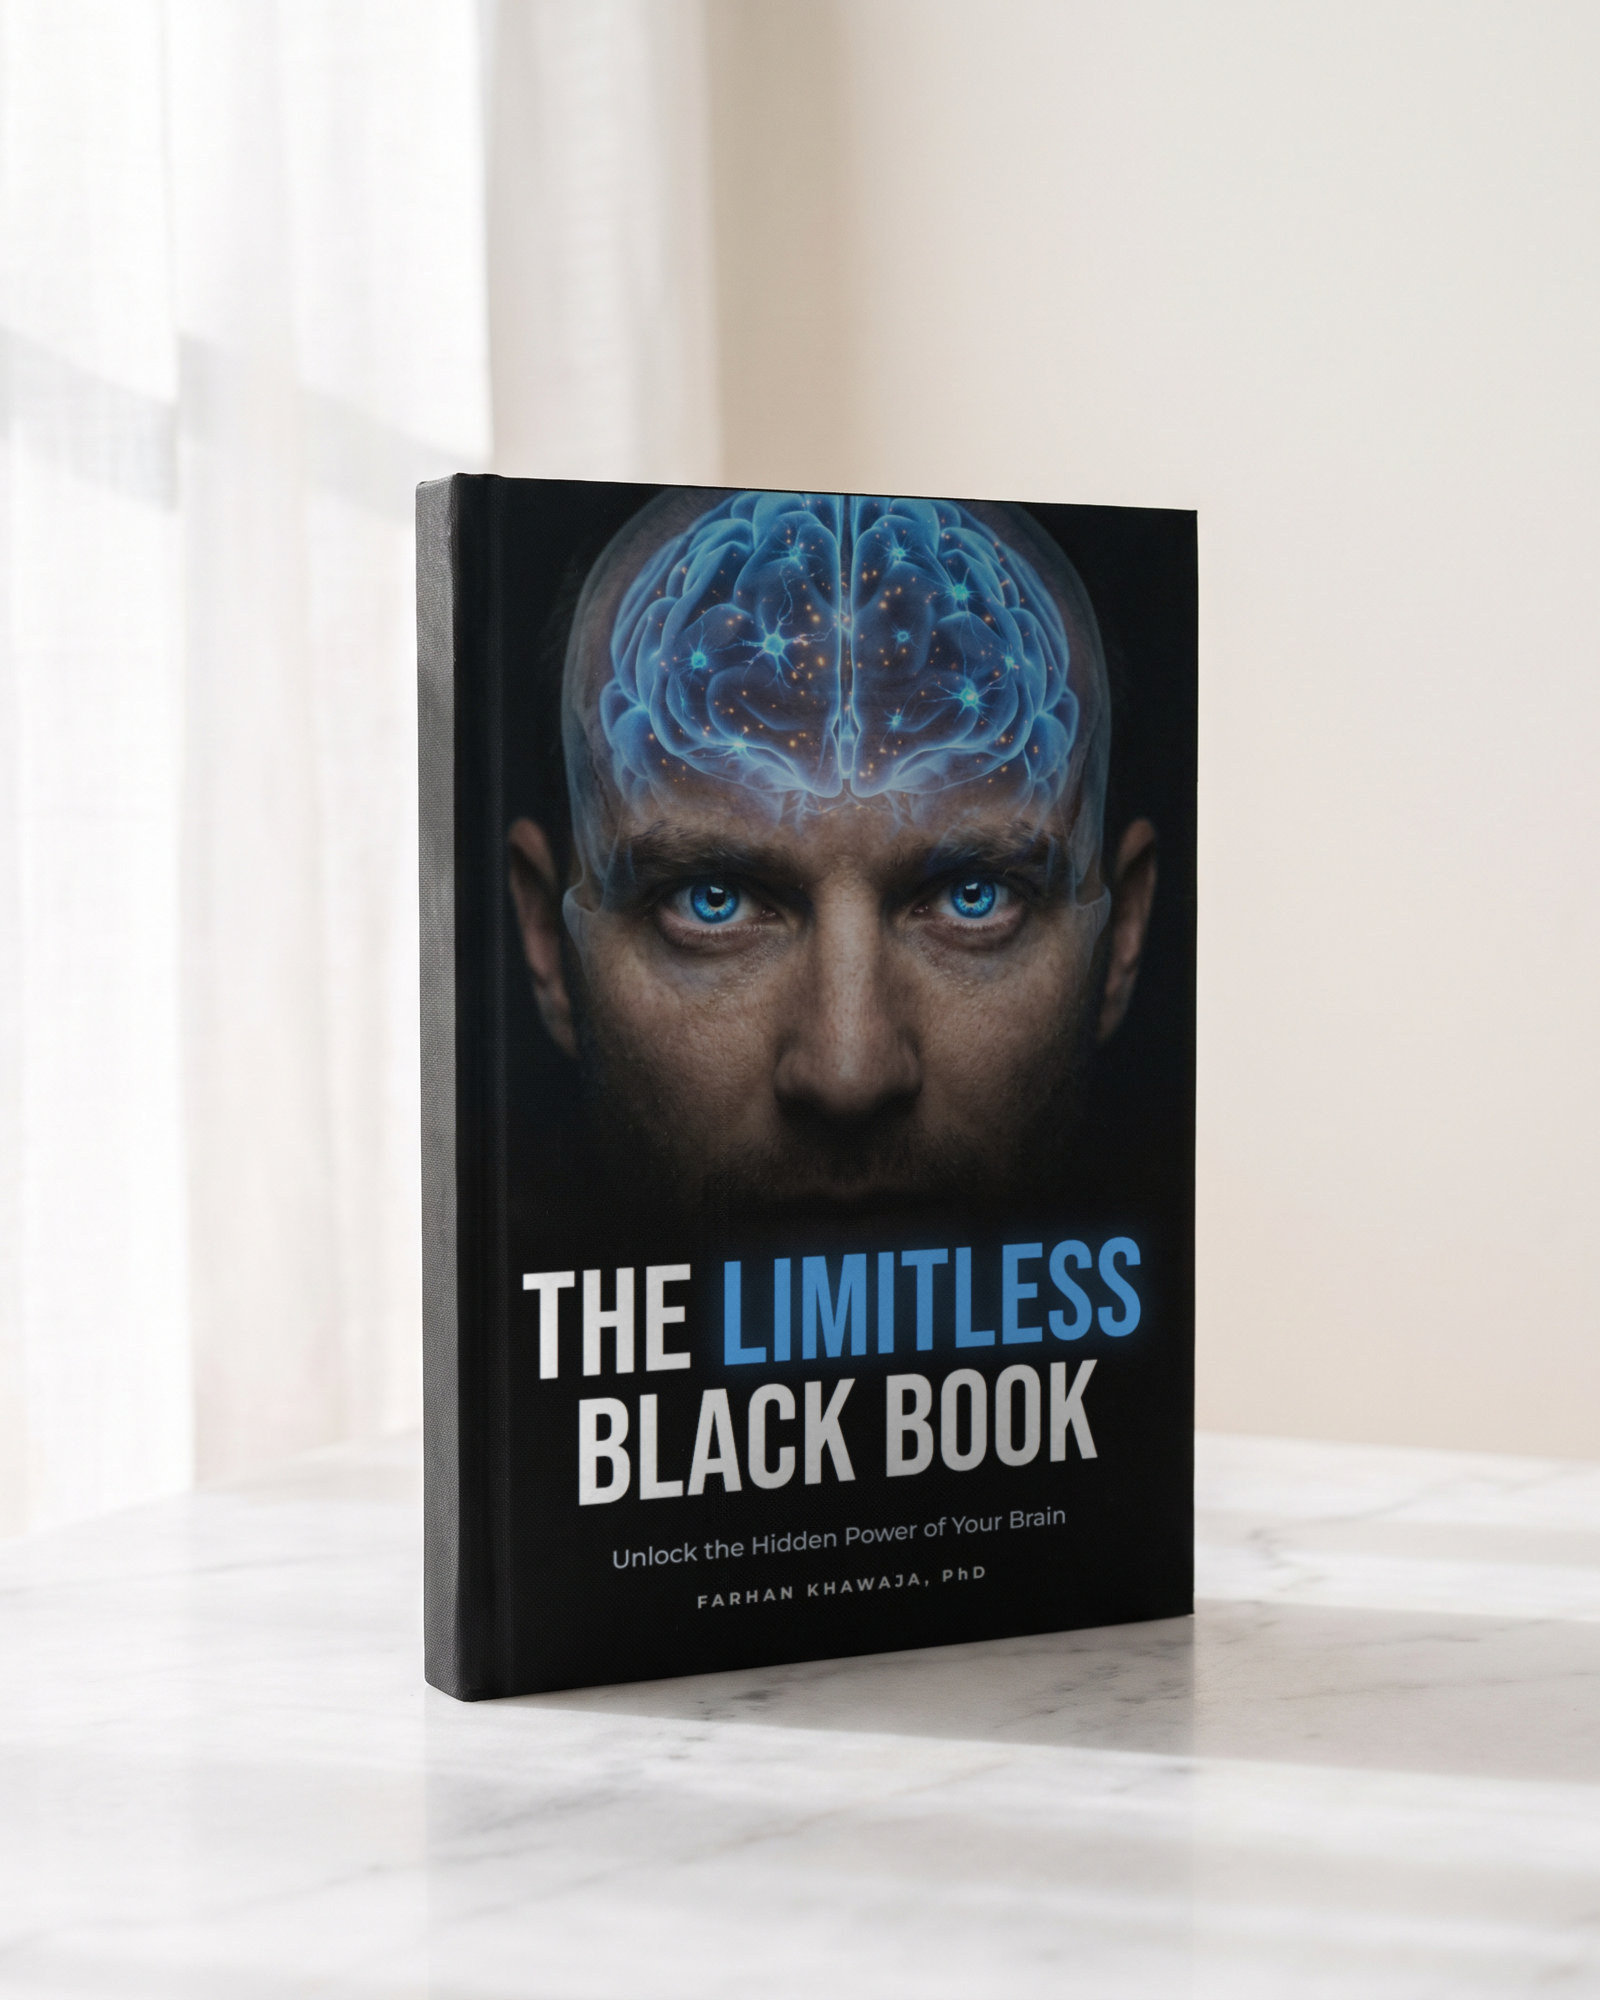 THE LIMITLESS
BLACK BOOK
Unlock the Hidden Power of Your Brain
FARHAN KHAWAJA, PhD